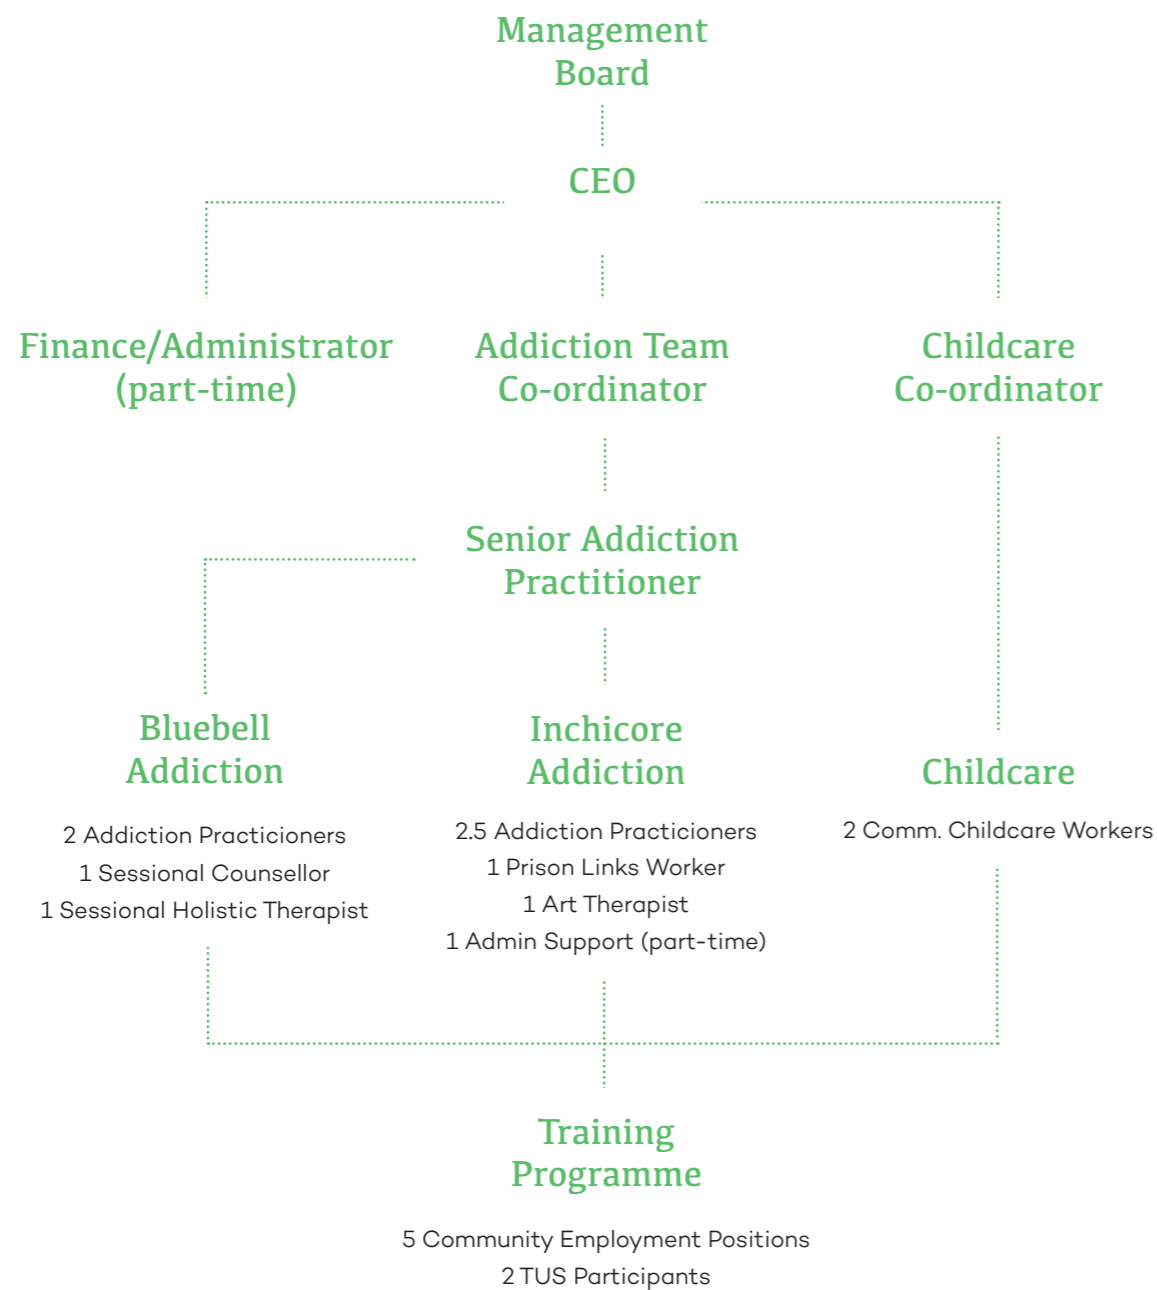 Management
Board
CEO
Finance/Administrator
(part-time)
Addiction Team
Co-ordinator
Childcare
Co-ordinator
Senior Addiction
Practitioner
Bluebell
Addiction
2 Addiction Practicioners
1 Sessional Counsellor
1 Sessional Holistic Therapist
Inchicore
Addiction
2.5 Addiction Practicioners
1 Prison Links Worker
1 Art Therapist
1 Admin Support (part-time)
Childcare
2 Comm. Childcare Workers
Training
Programme
5 Community Employment Positions
2 TUS Participants